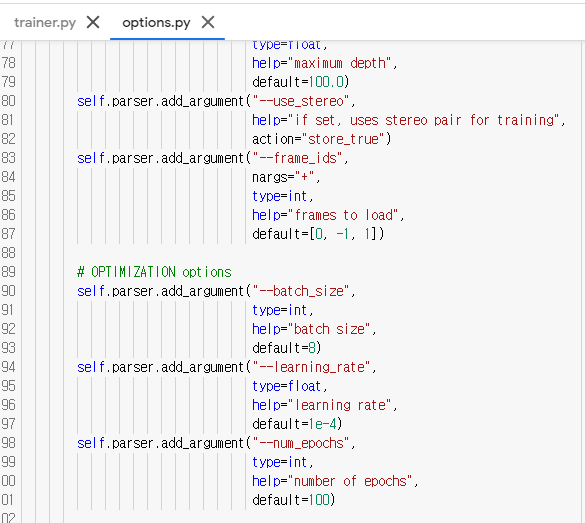 trainer.py × options.py ×
77 type=float,
78 help="maximum depth",
79 default=100.0)
80 self.parser.add_argument("--use_stereo",
81 help="if set, uses stereo pair for training",
82 action="store_true")
83 self.parser.add_argument("--frame_ids",
84 nargs="+",
85 type=int,
86 help="frames to load",
87 default=[0, -1, 1])
88
89 # OPTIMIZATION options
90 self.parser.add_argument("--batch_size",
91 type=int,
92 help="batch size",
93 default=8)
94 self.parser.add_argument("--learning_rate",
95 type=float,
96 help="learning rate",
97 default=1e-4)
98 self.parser.add_argument("--num_epochs",
99 type=int,
00 help="number of epochs",
01 default=100)
02